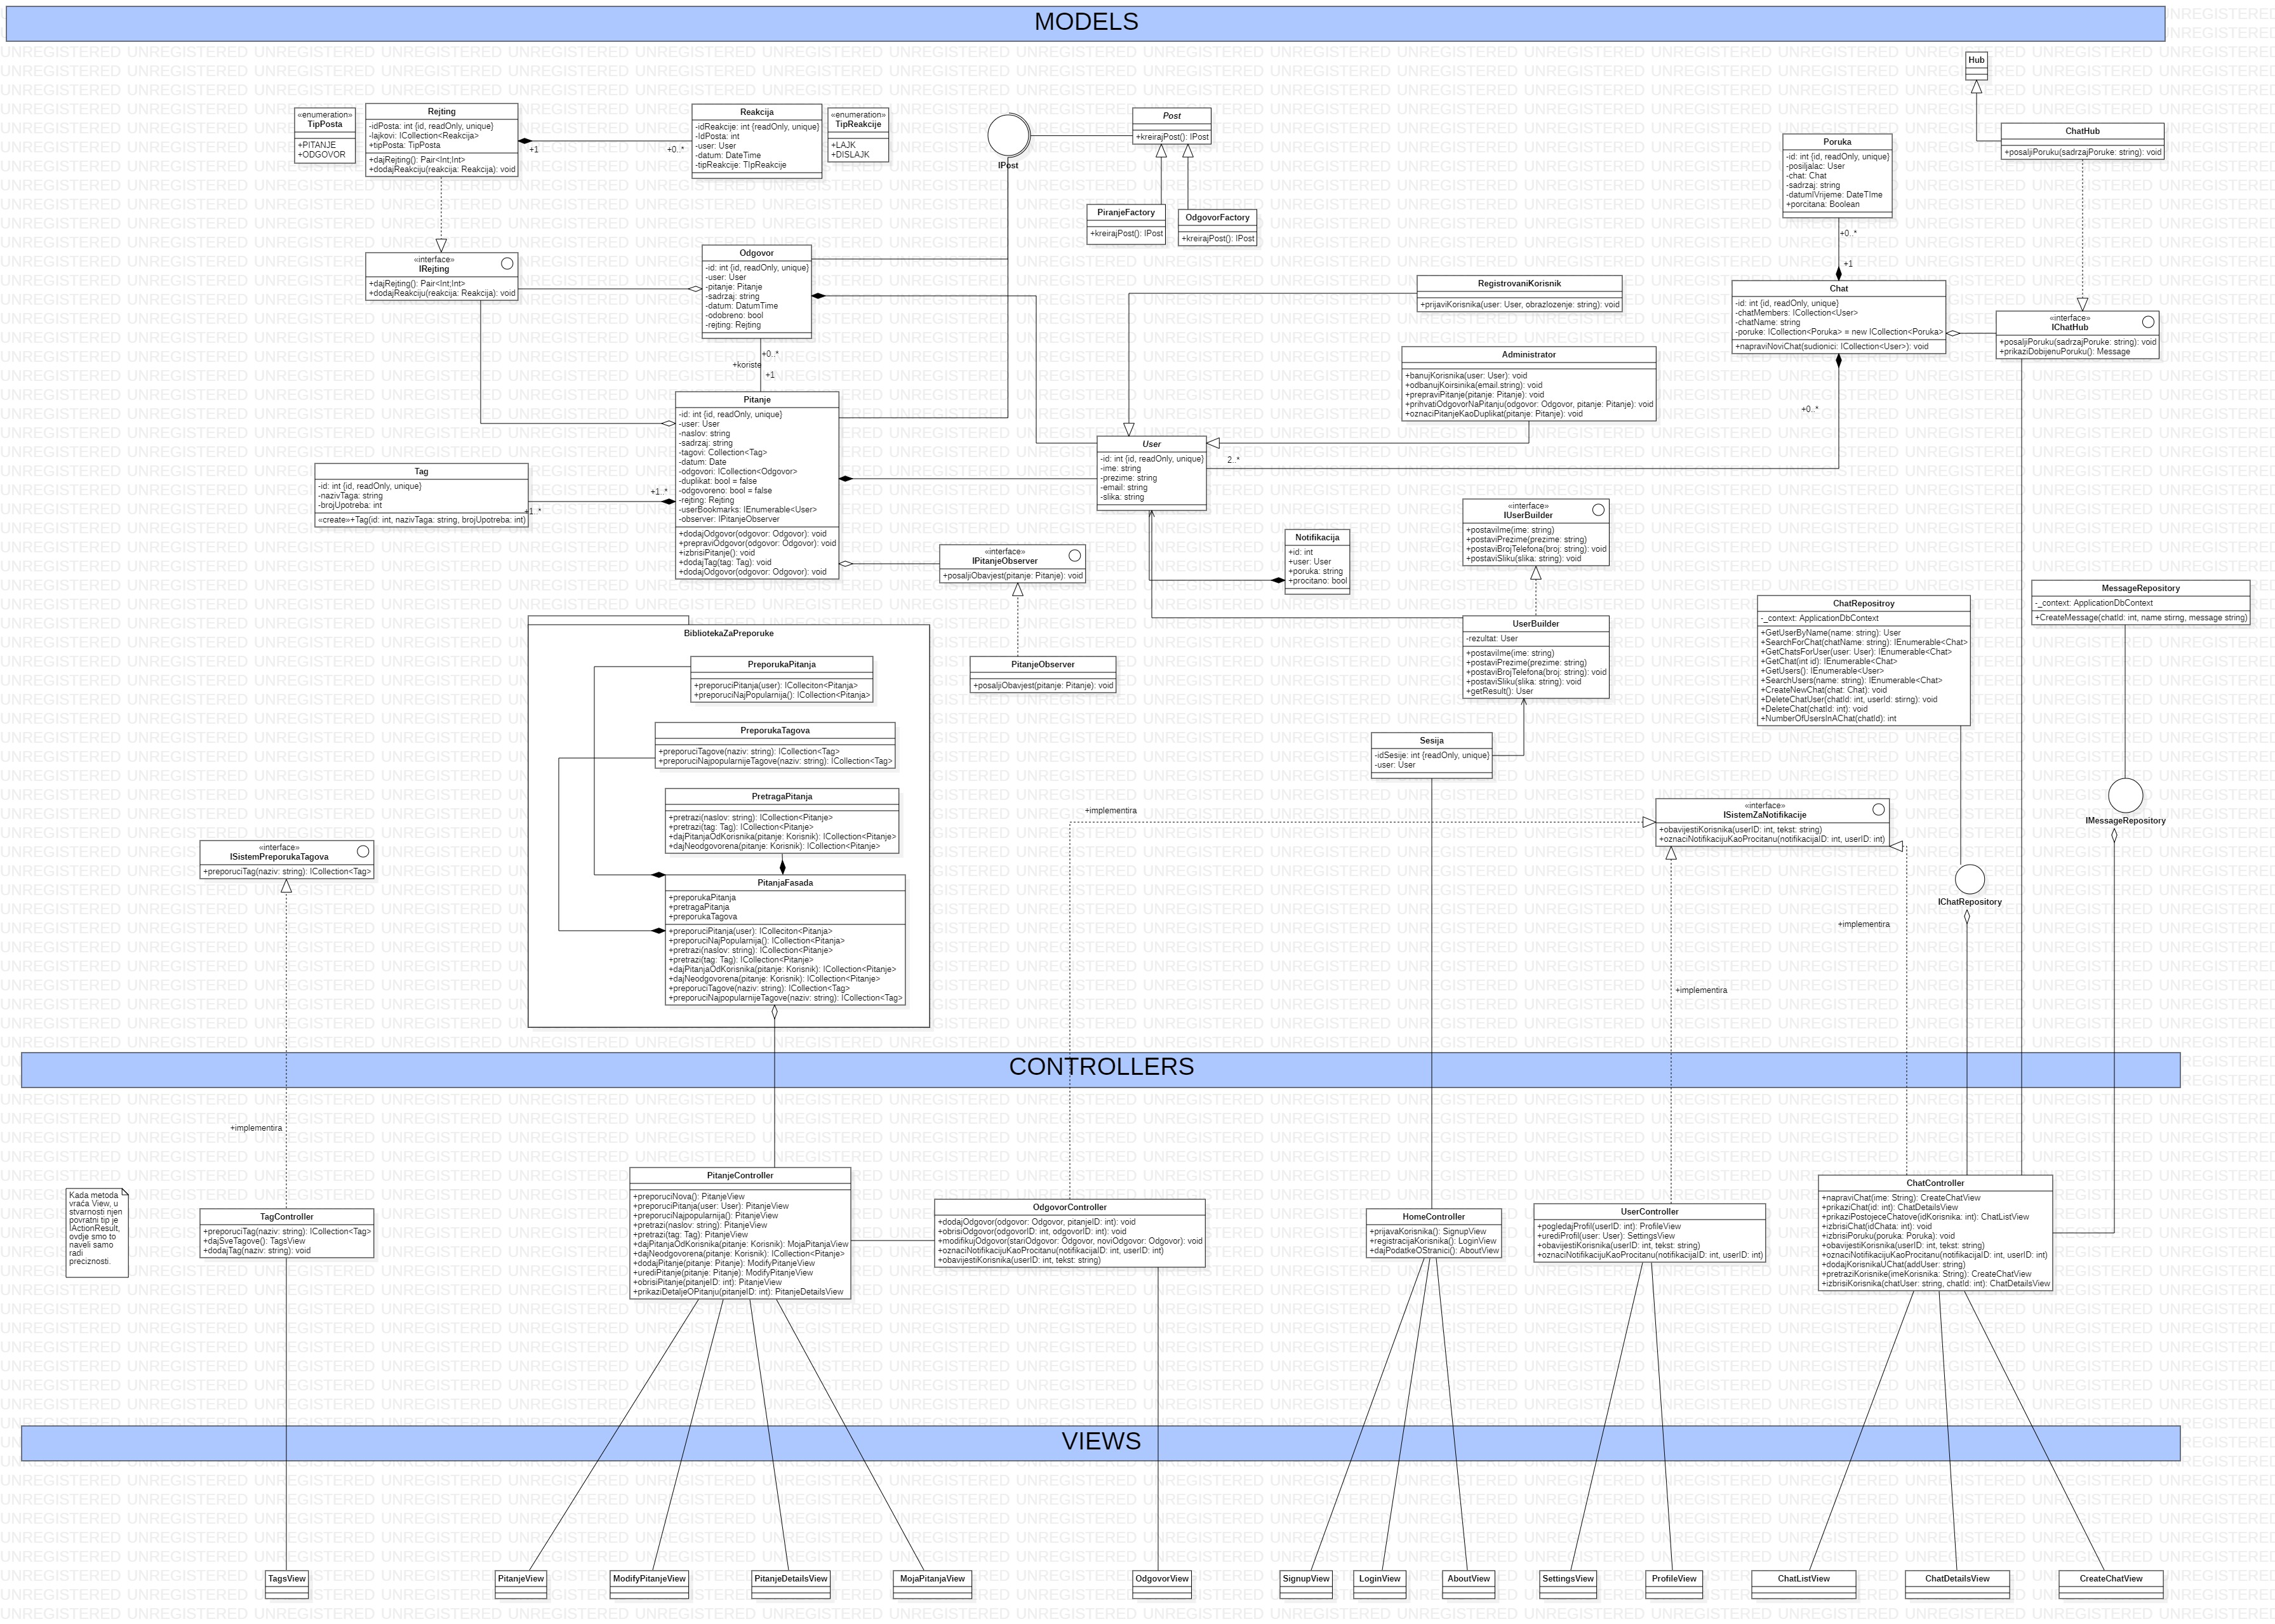 MODELS
Hub
«enumeration»
TipPosta
+PITANJE
+ODGOVOR
Rejting
-idPosta: int {id, readOnly, unique}
-lajkovi: ICollection<Reakcija>
+tipPosta: TipPosta
+dajRejting(): Pair<Int;Int>
+dodajReakciju(reakcija: Reakcija): void
+1
+0..*
Reakcija
-idReakcije: int {readOnly, unique}
-IdPosta: int
-user: User
-datum: DateTime
-tipReakcije: TIpReakcije
«enumeration»
TipReakcije
+LAJK
+DISLAJK
IPost
Post
+kreirajPost(): IPost
PiranjeFactory
+kreirajPost(): IPost
OdgovorFactory
+kreirajPost(): IPost
Poruka
-id: int {id, readOnly, unique}
-posiljalac: User
-chat: Chat
-sadrzaj: string
-datumIVrijeme: DateTIme
+porcitana: Boolean
ChatHub
+posaljiPoruku(sadrzajPoruke: string): void
+0..*
+1
«interface»
IRejting
+dajRejting(): Pair<Int;Int>
+dodajReakciju(reakcija: Reakcija): void
Odgovor
-id: int {id, readOnly, unique}
-user: User
-pitanje: Pitanje
-sadrzaj: string
-datum: DatumTime
-odobreno: bool
-rejting: Rejting
+0..*
+koriste
+1
RegistrovaniKorisnik
+prijaviKorisnika(user: User, obrazlozenje: string): void
Chat
-id: int {id, readOnly, unique}
-chatMembers: ICollection<User>
-chatName: string
-poruke: ICollection<Poruka> = new ICollection<Poruka>
+napraviNoviChat(sudionici: ICollection<User>): void
«interface»
IChatHub
+posaljiPoruku(sadrzajPoruke: string): void
+prikaziDobijenuPoruku(): Message
Administrator
+banujKorisnika(user: User): void
+odbanujKoirsinika(email.string): void
+prepraviPitanje(pitanje: Pitanje): void
+prihvatiOdgovorNaPitanju(odgovor: Odgovor, pitanje: Pitanje): void
+oznaciPitanjeKaoDuplikat(pitanje: Pitanje): void
+0..*
2..*
Pitanje
-id: int {id, readOnly, unique}
-user: User
-naslov: string
-sadrzaj: string
-tagovi: Collection<Tag>
-datum: Date
-odgovori: ICollection<Odgovor>
-duplikat: bool = false
-odgovoreno: bool = false
-rejting: Rejting
-userBookmarks: IEnumerable<User>
-observer: IPitanjeObserver
+dodajOdgovor(odgovor: Odgovor): void
+prepraviOdgovor(odgovor: Odgovor): void
+izbrisiPitanje(): void
+dodajTag(tag: Tag): void
+dodajOdgovor(odgovor: Odgovor): void
User
-id: int {id, readOnly, unique}
-ime: string
-prezime: string
-email: string
-slika: string
Tag
-id: int {id, readOnly, unique}
-nazivTaga: string
-brojUpotreba: int
«create»+Tag(id: int, nazivTaga: string, brojUpotreba: int)
+1..*
+1..*
«interface»
IUserBuilder
+postaviIme(ime: string)
+postaviPrezime(prezime: string)
+postaviBrojTelefona(broj: string): void
+postaviSliku(slika: string): void
Notifikacija
+id: int
+user: User
+poruka: string
+procitano: bool
«interface»
IPitanjeObserver
+posaljiObavjest(pitanje: Pitanje): void
PitanjeObserver
+posaljiObavjest(pitanje: Pitanje): void
UserBuilder
-rezultat: User
+postaviIme(ime: string)
+postaviPrezime(prezime: string)
+postaviBrojTelefona(broj: string): void
+postaviSliku(slika: string): void
+getResult(): User
ChatRepositroy
-_context: ApplicationDbContext
+GetUserByName(name: string): User
+SearchForChat(chatName: string): IEnumerable<Chat>
+GetChatsForUser(user: User): IEnumerable<Chat>
+GetChat(int id): IEnumerable<Chat>
+GetUsers(): IEnumerable<User>
+SearchUsers(name: string): IEnumerable<Chat>
+CreateNewChat(chat: Chat): void
+DeleteChatUser(chatId: int, userId: stirng): void
+DeleteChat(chatId: int): void
+NumberOfUsersInAChat(chatId): int
MessageRepository
-_context: ApplicationDbContext
+CreateMessage(chatId: int, name stirng, message string)
BibliotekaZaPreporuke
PreporukaPitanja
+preporuciPitanja(user): IColleciton<Pitanja>
+preporuciNajPopularnija(): ICollection<Pitanja>
PreporukaTagova
+preporuciTagove(naziv: string): ICollection<Tag>
+preporuciNajpopularnijeTagove(naziv: string): ICollection<Tag>
PretragaPitanja
+pretrazi(naslov: string): ICollection<Pitanje>
+pretrazi(tag: Tag): ICollection<Pitanje>
+dajPitanjaOdKorisnika(pitanje: Korisnik): ICollection<Pitanje>
+dajNeodgovorena(pitanje: Korisnik): ICollection<Pitanje>
PitanjaFasada
+preporukaPitanja
+pretragaPitanja
+preporukaTagova
+preporuciPitanja(user): IColleciton<Pitanja>
+preporuciNajPopularnija(): ICollection<Pitanja>
+pretrazi(naslov: string): ICollection<Pitanje>
+pretrazi(tag: Tag): ICollection<Pitanje>
+dajPitanjaOdKorisnika(pitanje: Korisnik): ICollection<Pitanje>
+dajNeodgovorena(pitanje: Korisnik): ICollection<Pitanje>
+preporuciTagove(naziv: string): ICollection<Tag>
+preporuciNajpopularnijeTagove(naziv: string): ICollection<Tag>
Sesija
-idSesije: int {readOnly, unique}
-user: User
+implementira
«interface»
ISistemZaNotifikacije
+obavijestiKorisnika(userID: int, tekst: string)
+oznaciNotifikacijuKaoProcitanu(notifikacijaID: int, userID: int)
IMessageRepository
IChatRepository
+implementira
+implementira
«interface»
ISistemPreporukaTagova
+preporuciTag(naziv: string): ICollection<Tag>
CONTROLLERS
+implementira
Kada metoda
vraća View, u
stvarnosti njen
povratni tip je
IActionResult,
ovdje smo to
naveli samo
radi
preciznosti.
TagController
+preporuciTag(naziv: string): ICollection<Tag>
+dajSveTagove(): TagsView
+dodajTag(naziv: string): void
PitanjeController
+preporuciNova(): PitanjeView
+preporuciPitanja(user: User): PitanjeView
+preporuciNajpopularnija(): PitanjeView
+pretrazi(naslov: string): PitanjeView
+pretrazi(tag: Tag): PitanjeView
+dajPitanjaOdKorisnika(pitanje: Korisnik): MojaPitanjaView
+dajNeodgovorena(pitanje: Korisnik): ICollection<Pitanje>
+dodajPitanje(pitanje: Pitanje): ModifyPitanjeView
+urediPitanje(pitanje: Pitanje): ModifyPitanjeView
+obrisiPitanje(pitanjeID: int): PitanjeView
+prikaziDetaljeOPitanju(pitanjeID: int): PitanjeDetailsView
OdgovorController
+dodajOdgovor(odgovor: Odgovor, pitanjeID: int): void
+obrisiOdgovor(odgovorID: int, odgovorID: int): void
+modifikujOdgovor(stariOdgovor: Odgovor, noviOdgovor: Odgovor): void
+oznaciNotifikacijuKaoProcitanu(notifikacijaID: int, userID: int)
+obavijestiKorisnika(userID: int, tekst: string)
HomeController
+prijavaKorisnika(): SignupView
+registracijaKorisnika(): LoginView
+dajPodatkeOStranici(): AboutView
UserController
+pogledajProfil(userID: int): ProfileView
+urediProfil(user: User): SettingsView
+obavijestiKorisnika(userID: int, tekst: string)
+oznaciNotifikacijuKaoProcitanu(notifikacijaID: int, userID: int)
ChatController
+napraviChat(ime: String): CreateChatView
+prikaziChat(id: int): ChatDetailsView
+prikaziPostojeceChatove(idKorisnika: int): ChatListView
+izbrisiChat(idChata: int): void
+izbrisiPoruku(poruka: Poruka): void
+obavijestiKorisnika(userID: int, tekst: string)
+oznaciNotifikacijuKaoProcitanu(notifikacijaID: int, userID: int)
+dodajKorisnikaUChat(addUser: string)
+pretraziKorisnike(imeKorisnika: String): CreateChatView
+izbrisiKorisnika(chatUser: string, chatId: int): ChatDetailsView
VIEWS
TagsView
PitanjeView
ModifyPitanjeView
PitanjeDetailsView
MojaPitanjaView
OdgovorView
SignupView
LoginView
AboutView
SettingsView
ProfileView
ChatListView
ChatDetailsView
CreateChatView